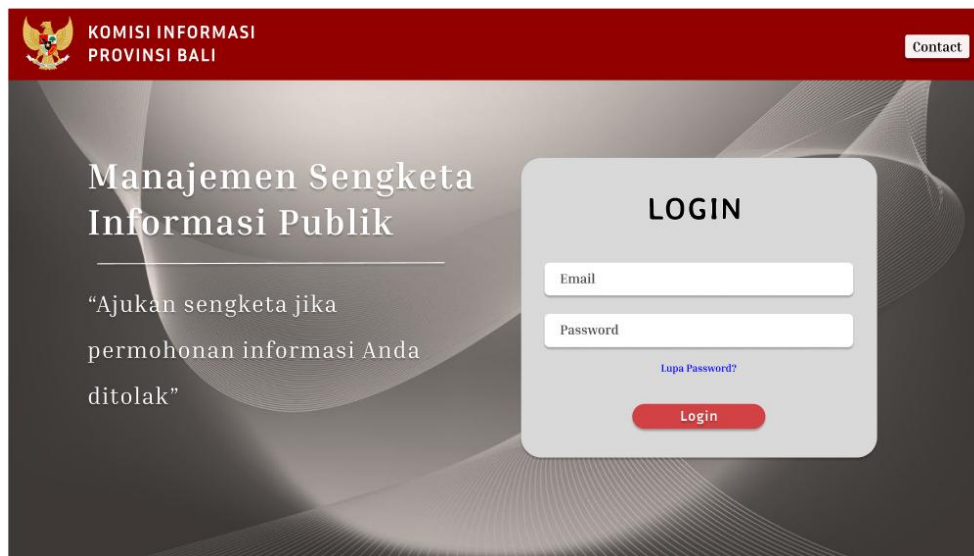 KOMISI INFORMASI
PROVINSI BALI
Contact
Manajemen Sengketa
Informasi Publik
“Ajukan sengketa jika
permohonan informasi Anda
ditolak”
LOGIN
Email
Password
Lupa Password?
Login